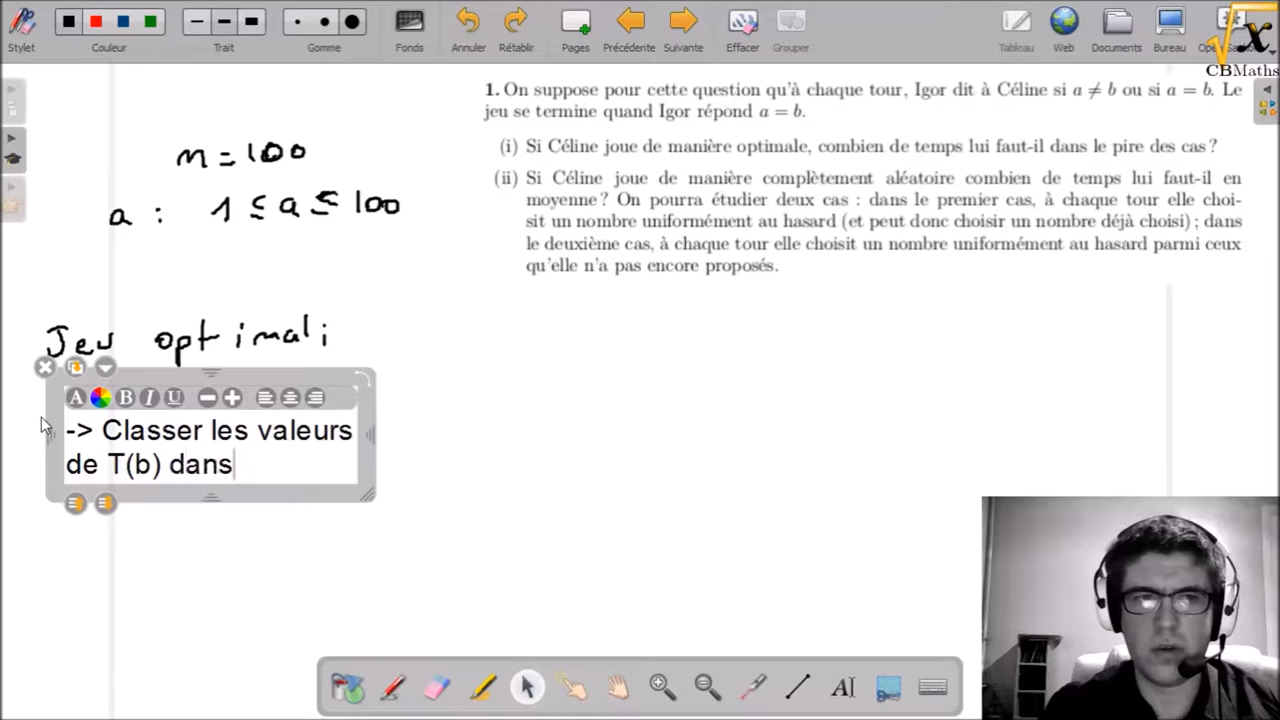 Stylet
Couleur
Trait
Gomme
Fonds
Annuler
Rétablir
Pages
Précédente
Suivante
Effacer
Grouper
Tableau
Web
Documents
Bureau
CBMaths
1. On suppose pour cette question qu'à chaque tour, Igor dit à Céline si a ≠ b ou si a = b. Le
jeu se termine quand Igor répond a = b.
(i) Si Céline joue de manière optimale, combien de temps lui faut-il dans le pire des cas ?
(ii) Si Céline joue de manière complètement aléatoire combien de temps lui faut-il en
moyenne ? On pourra étudier deux cas : dans le premier cas, à chaque tour elle choi-
sit un nombre uniformément au hasard (et peut donc choisir un nombre déjà choisi) ; dans
le deuxième cas, à chaque tour elle choisit un nombre uniformément au hasard parmi ceux
qu'elle n'a pas encore proposés.
n = 100
a : 1 ≤ a ≤ 100
Jeu optimal :
-> Classer les valeurs
de T(b) dans